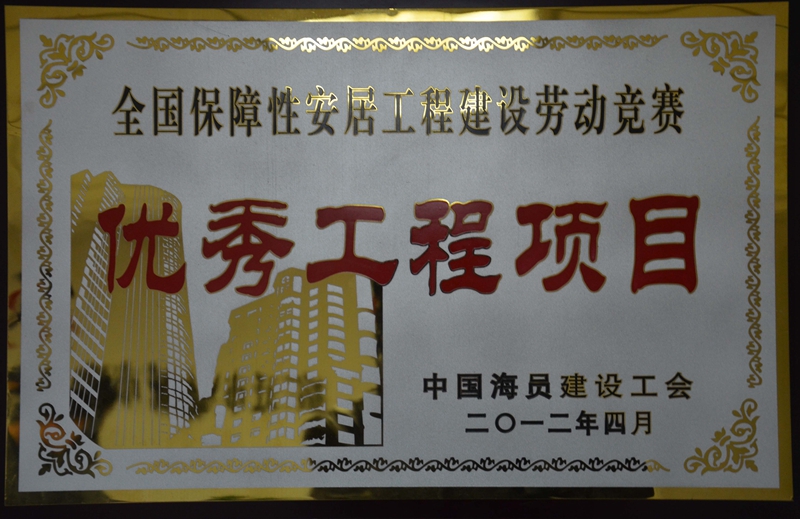 全国保障性安居工程建设劳动竞赛
优秀工程项目
中国海员建设工会
二〇一二年四月